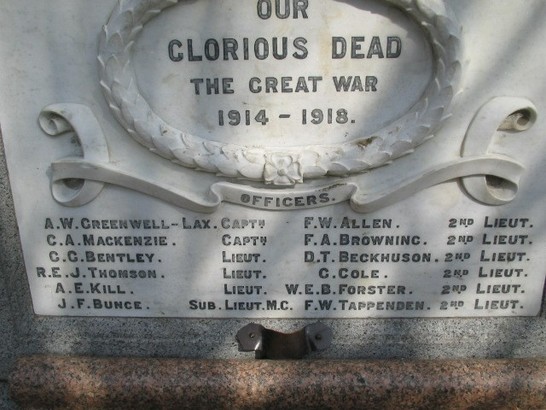 OUR
GLORIOUS DEAD
THE GREAT WAR
1914 - 1918.
OFFICERS.
A.W. GREENWELL-LAX. CAPTN F.W. ALLEN. 2ND LIEUT.
C.A. MACKENZIE. CAPTN F.A. BROWNING. 2ND LIEUT.
C.G. BENTLEY. LIEUT. D.T. BECKHUSON. 2ND LIEUT.
R.E.J. THOMSON. LIEUT. G. COLE. 2ND LIEUT.
A.E. KILL. LIEUT. W.E.B. FORSTER. 2ND LIEUT.
J.F. BUNCE. SUB. LIEUT. M.C. F.W. TAPPENDEN. 2ND LIEUT.